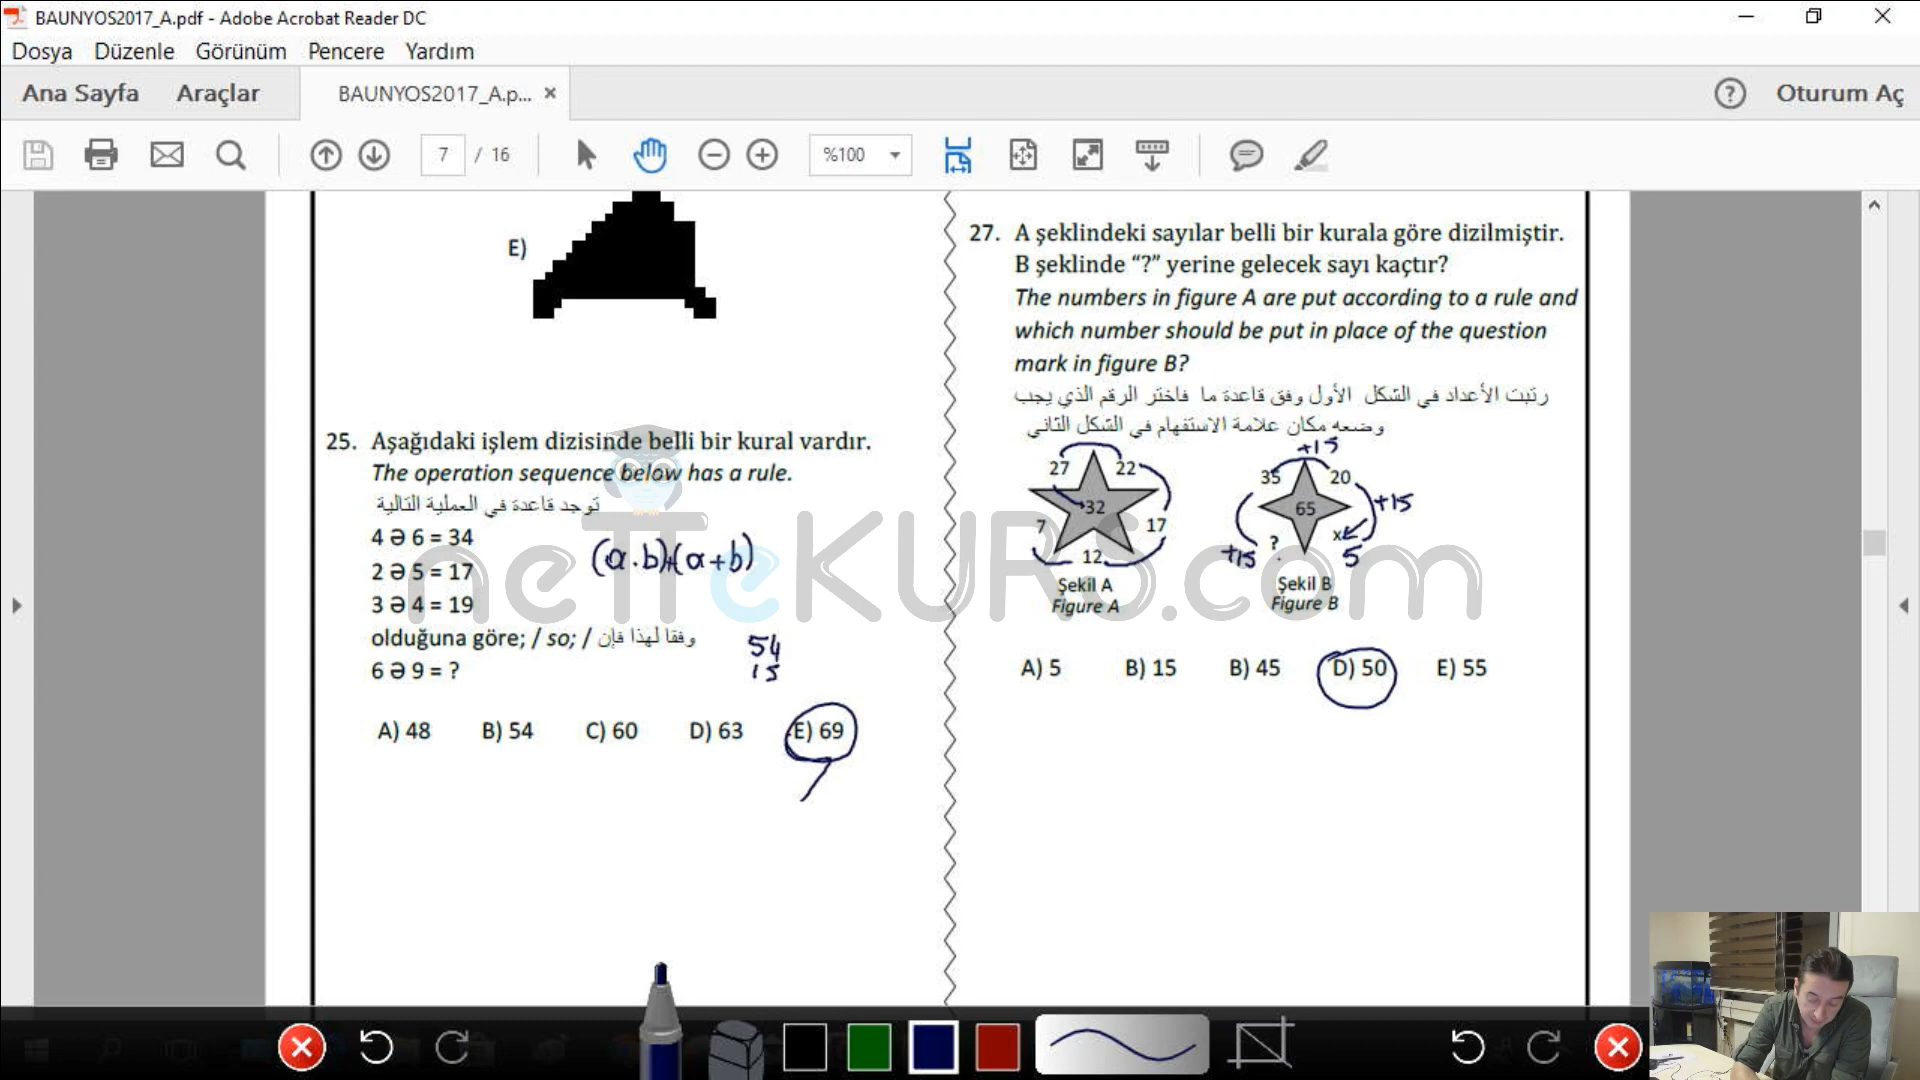 BAUNYOS2017_A.pdf - Adobe Acrobat Reader DC
Dosya Düzenle Görünüm Pencere Yardım
Ana Sayfa Araçlar BAUNYOS2017_A.p... × ? Oturum Aç
7 / 16 %100
E)
25. Aşağıdaki işlem dizisinde belli bir kural vardır.
The operation sequence below has a rule.
توجد قاعدة في العملية التالية
4 Ə 6 = 34
2 Ə 5 = 17
3 Ə 4 = 19
(a.b)+(a+b)
olduğuna göre; / so; / وفقا لهذا فإن
6 Ə 9 = ?
54
15
A) 48 B) 54 C) 60 D) 63 E) 69
27. A şeklindeki sayılar belli bir kurala göre dizilmiştir.
B şeklinde “?” yerine gelecek sayı kaçtır?
The numbers in figure A are put according to a rule and
which number should be put in place of the question
mark in figure B?
رتبت الأعداد في الشكل الأول وفق قاعدة ما فاختر الرقم الذي يجب
وضعه مكان علامة الاستفهام في الشكل الثاني
27 22
32
7 17
12
Şekil A
Figure A
+15
35 20
65 +15
? x
+15 5
Şekil B
Figure B
A) 5 B) 15 B) 45 D) 50 E) 55
neTTeKURS.com